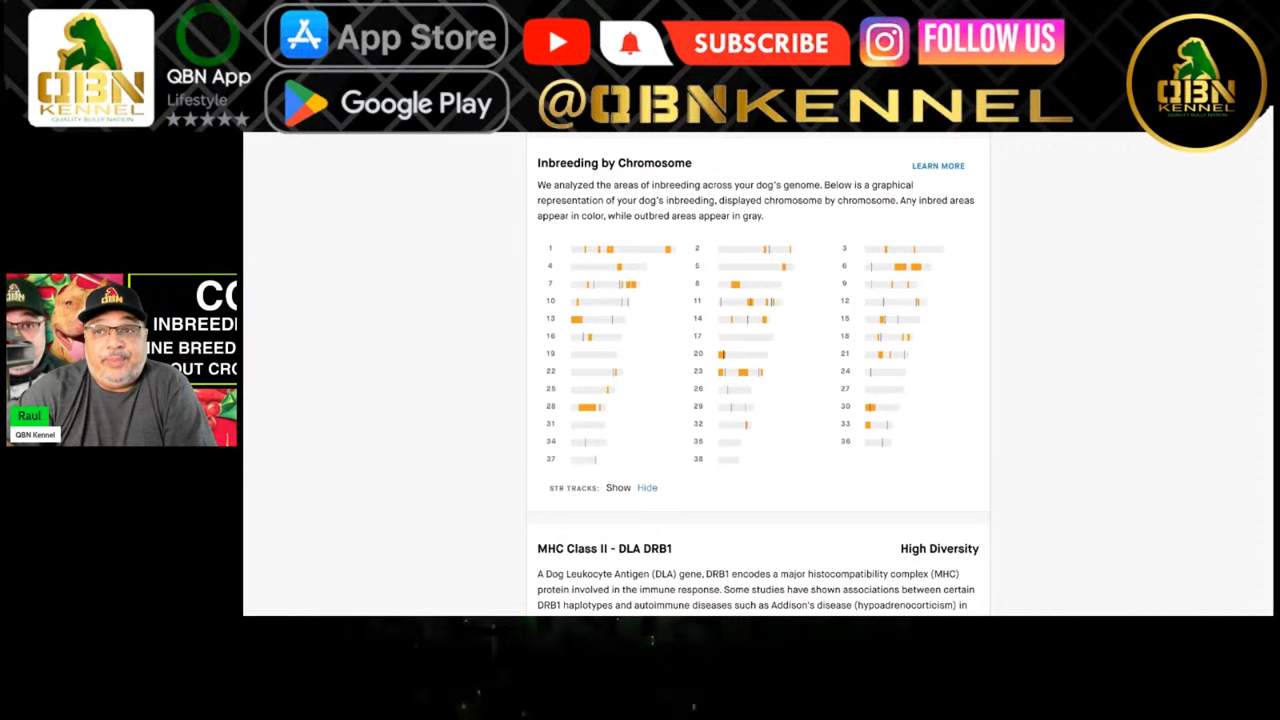 QBN
KENNEL
QUALITY BULLY NATION
QBN App
Lifestyle
App Store
Google Play
SUBSCRIBE
FOLLOW US
@QBNKENNEL
QBN
KENNEL
Inbreeding by Chromosome
LEARN MORE
We analyzed the areas of inbreeding across your dog's genome. Below is a graphical
representation of your dog's inbreeding, displayed chromosome by chromosome. Any inbred areas
appear in color, while outbred areas appear in gray.
1 2 3
4 5 6
7 8 9
10 11 12
13 14 15
16 17 18
19 20 21
22 23 24
25 26 27
28 29 30
31 32 33
34 35 36
37 38
STR TRACKS: Show Hide
MHC Class II - DLA DRB1
High Diversity
A Dog Leukocyte Antigen (DLA) gene, DRB1 encodes a major histocompatibility complex (MHC)
protein involved in the immune response. Some studies have shown associations between certain
DRB1 haplotypes and autoimmune diseases such as Addison's disease (hypoadrenocorticism) in
CO
INBREEDI
INE BREED
OUT CRO
Raul
QBN Kennel